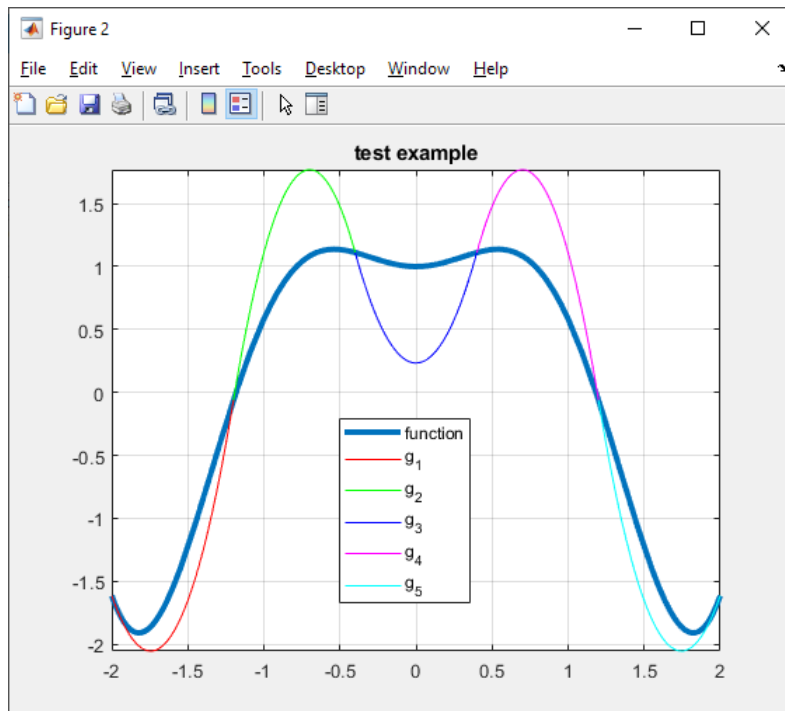 Figure 2
File Edit View Insert Tools Desktop Window Help
test example
1.5
1
0.5
0
-0.5
-1
-1.5
-2
function
g1
g2
g3
g4
g5
-2 -1.5 -1 -0.5 0 0.5 1 1.5 2